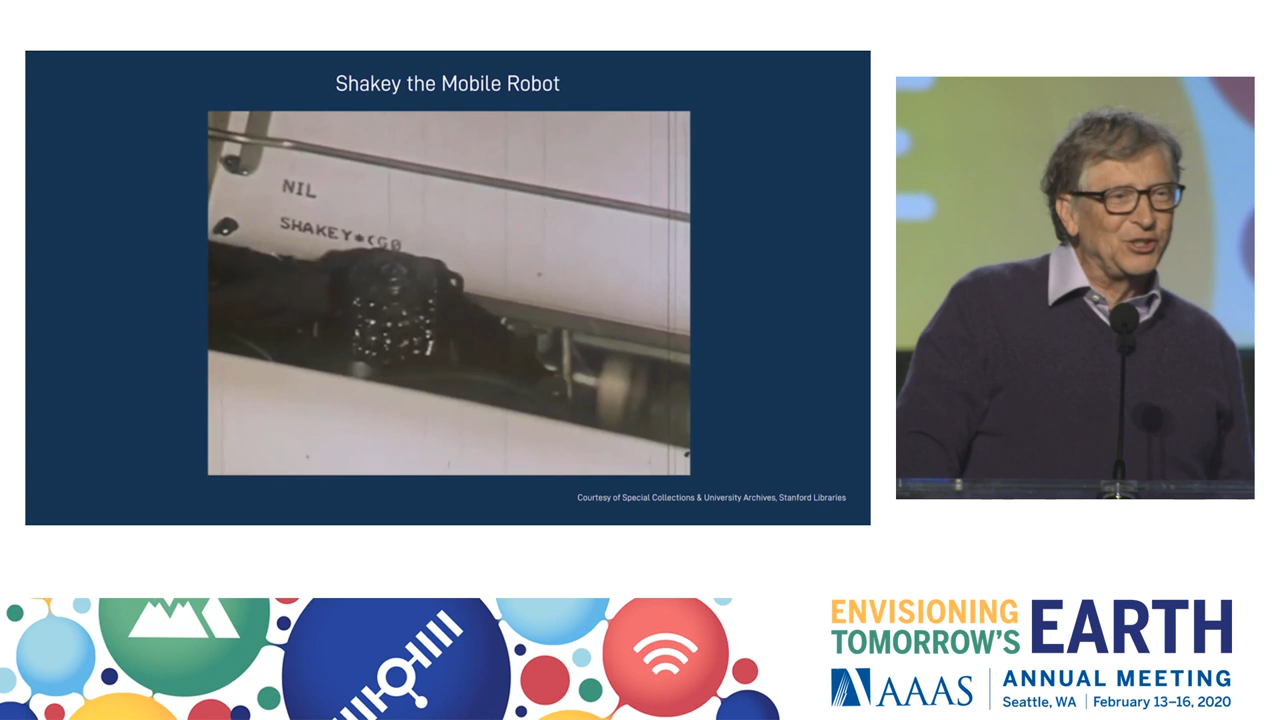 Shakey the Mobile Robot
NIL
SHAKEY*(GO
Courtesy of Special Collections & University Archives, Stanford Libraries
ENVISIONING
TOMORROW'S
EARTH
AAAS
ANNUAL MEETING
Seattle, WA | February 13–16, 2020